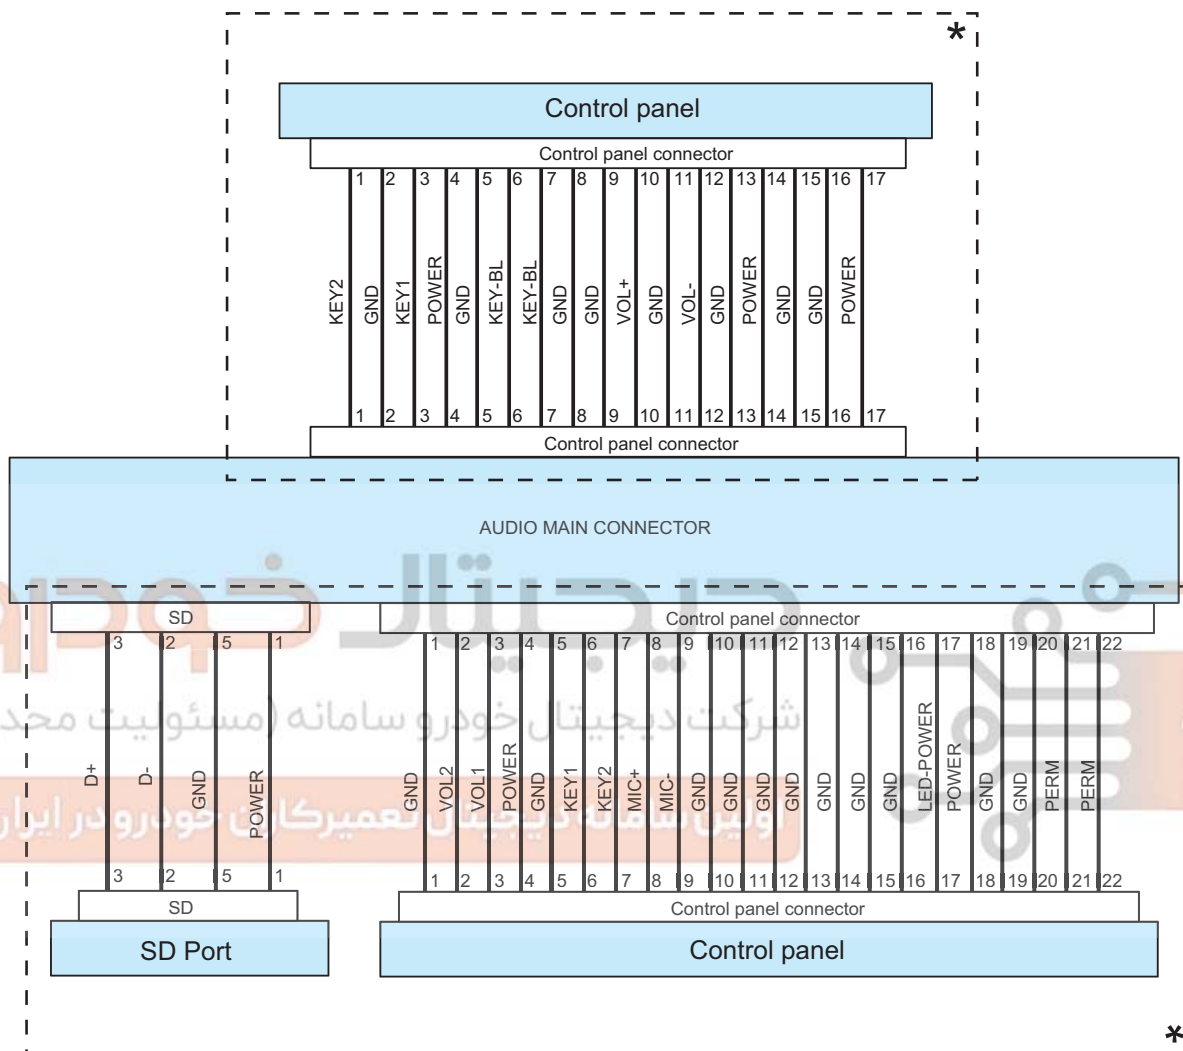 *
Control panel
Control panel connector
1 2 3 4 5 6 7 8 9 10 11 12 13 14 15 16 17
KEY2 GND KEY1 POWER GND KEY-BL KEY-BL GND GND VOL+ GND VOL- GND POWER GND GND POWER
1 2 3 4 5 6 7 8 9 10 11 12 13 14 15 16 17
Control panel connector
AUDIO MAIN CONNECTOR
دیجیتال خودرو
SD
3 2 5 1
D+ D- GND POWER
3 2 5 1
SD
SD Port
Control panel connector
1 2 3 4 5 6 7 8 9 10 11 12 13 14 15 16 17 18 19 20 21 22
شرکت دیجیتال خودرو سامانه (مسئولیت محد
GND VOL2 VOL1 POWER GND KEY1 KEY2 MIC+ MIC- GND GND GND GND GND GND GND LED-POWER POWER GND GND PERM PERM
اولین سامانه دیجیتال تعمیرکاران خودرو در ایران
1 2 3 4 5 6 7 8 9 10 11 12 13 14 15 16 17 18 19 20 21 22
Control panel connector
Control panel
*